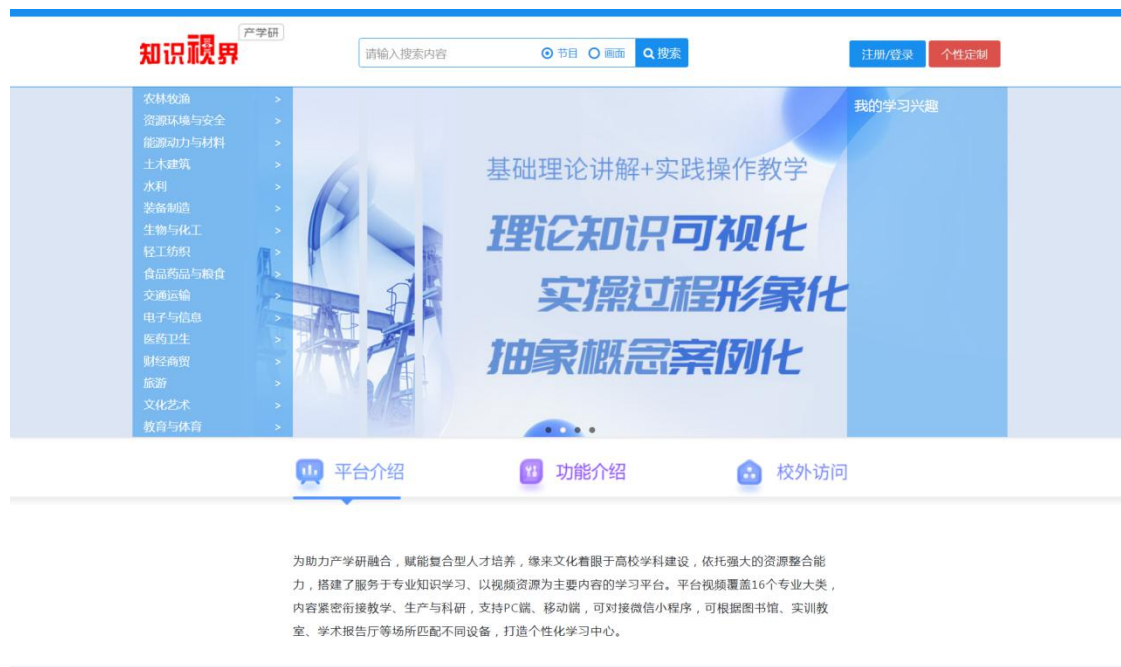 知识视界
产学研
请输入搜索内容
节目 画面 搜索
注册/登录 个性定制
农林牧渔 >
资源环境与安全 >
能源动力与材料 >
土木建筑 >
水利 >
装备制造 >
生物与化工 >
轻工纺织 >
食品药品与粮食 >
交通运输 >
电子与信息 >
医药卫生 >
财经商贸 >
旅游 >
文化艺术 >
教育与体育 >
基础理论讲解+实践操作教学
理论知识可视化
实操过程形象化
抽象概念案例化
我的学习兴趣
平台介绍 功能介绍 校外访问
为助力产学研融合，赋能复合型人才培养，缘来文化着眼于高校学科建设，依托强大的资源整合能
力，搭建了服务于专业知识学习、以视频资源为主要内容的学习平台。平台视频覆盖16个专业大类，
内容紧密衔接教学、生产与科研，支持PC端、移动端，可对接微信小程序，可根据图书馆、实训教
室、学术报告厅等场所匹配不同设备，打造个性化学习中心。